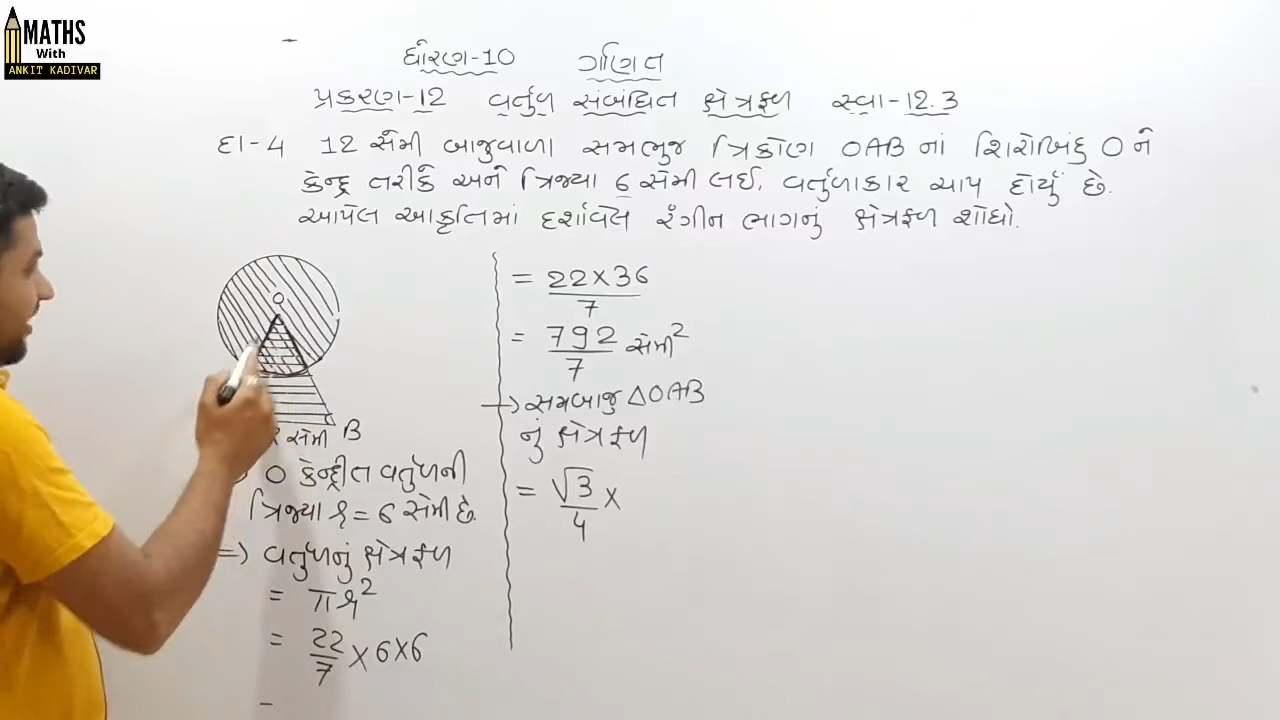 MATHS
With
ANKIT KADIVAR
ધોરણ-10 ગણિત
પ્રકરણ-12 વર્તુળ સંબંધિત ક્ષેત્રફળ સ્વા-12.3
દા-4 12 સેમી બાજુવાળા સમભુજ ત્રિકોણ OAB નાં શિરોબિંદુ O ને
કેન્દ્ર તરીકે અને ત્રિજ્યા 6 સેમી લઈ, વર્તુળાકાર ચાપ દોર્યું છે.
આપેલ આકૃતિમાં દર્શાવેલ રંગીન ભાગનું ક્ષેત્રફળ શોધો.
O
સેમી B
O કેન્દ્રીત વર્તુળની
ત્રિજ્યા r = 6 સેમી છે.
=> વર્તુળનું ક્ષેત્રફળ
= πr²
= 22/7 × 6×6
= 22×36/7
= 792/7 સેમી²
→ સમબાજુ △OAB
નું ક્ષેત્રફળ
= √3/4 ×